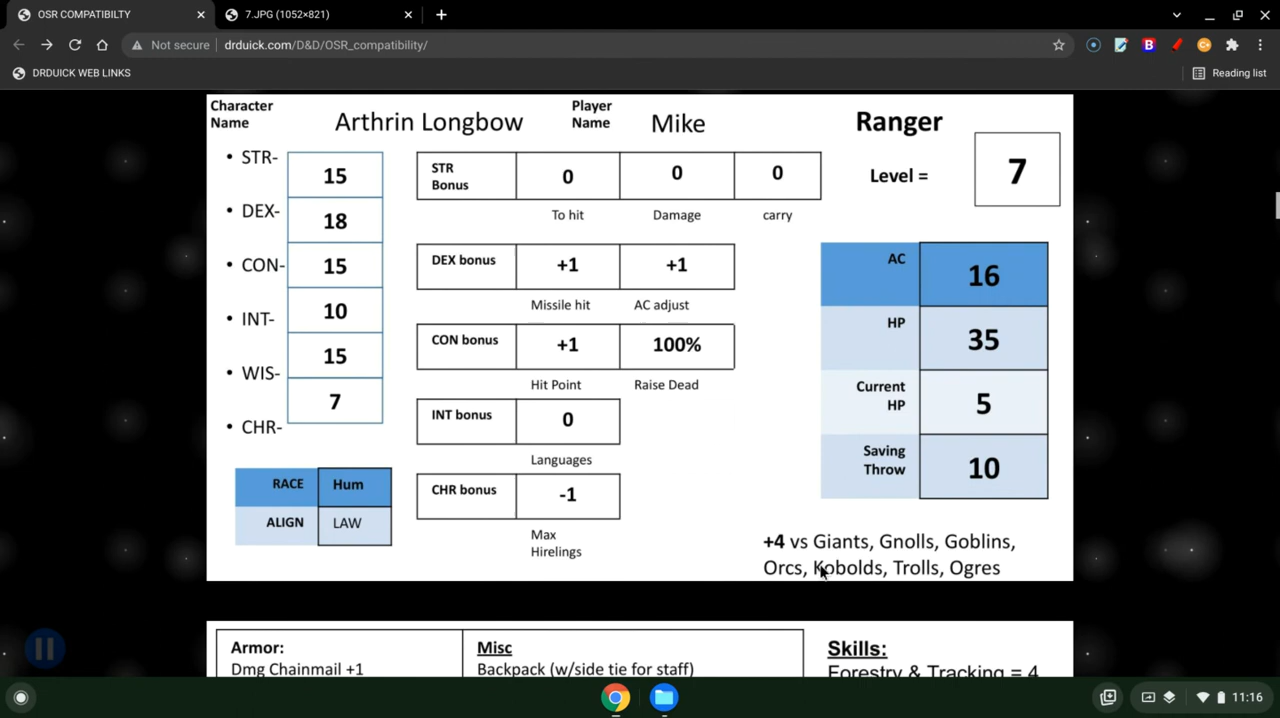 OSR COMPATIBILTY
7.JPG (1052×821)
Not secure
drduick.com/D&D/OSR_compatibility/
DRDUICK WEB LINKS
Reading list
Character Name
Arthrin Longbow
Player Name
Mike
Ranger
Level =
7
• STR-
15
• DEX-
18
• CON-
15
• INT-
10
• WIS-
15
• CHR-
7
STR Bonus
0
0
0
To hit
Damage
carry
DEX bonus
+1
+1
Missile hit
AC adjust
CON bonus
+1
100%
Hit Point
Raise Dead
INT bonus
0
Languages
CHR bonus
-1
Max
Hirelings
AC
16
HP
35
Current HP
5
Saving Throw
10
RACE
Hum
ALIGN
LAW
+4 vs Giants, Gnolls, Goblins,
Orcs, Kobolds, Trolls, Ogres
Armor:
Dmg Chainmail +1
Misc
Backpack (w/side tie for staff)
Skills:
Forestry & Tracking = 4
11:16